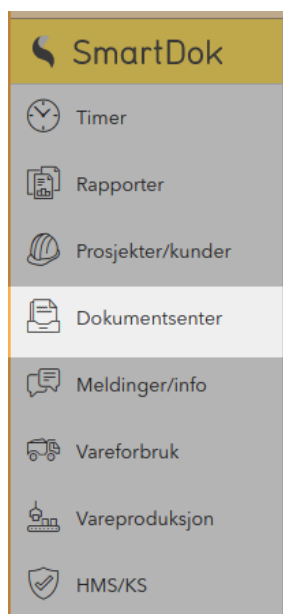 SmartDok
Timer
Rapporter
Prosjekter/kunder
Dokumentsenter
Meldinger/info
Vareforbruk
Vareproduksjon
HMS/KS